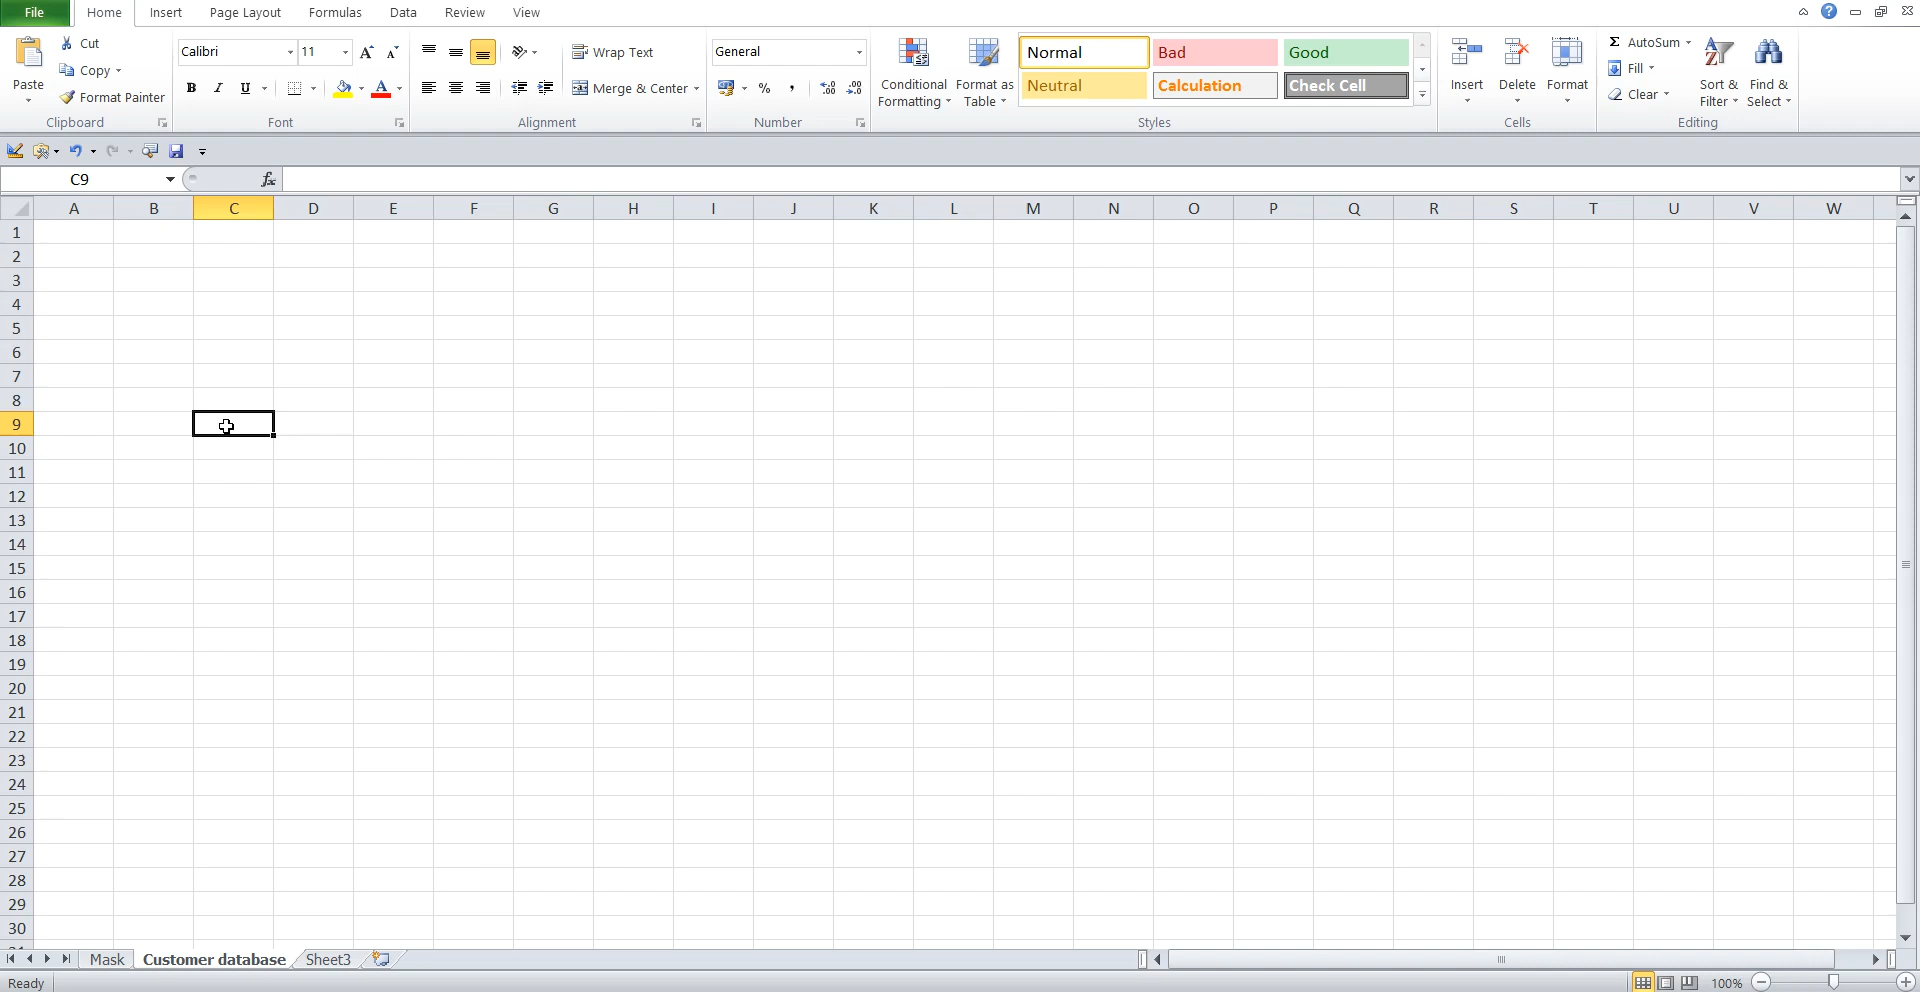 File Home Insert Page Layout Formulas Data Review View
Paste
Cut
Copy
Format Painter
Clipboard
Calibri 11
B I U
Font
Wrap Text
Merge & Center
Alignment
General
% ,
Number
Conditional Formatting
Format as Table
Normal Bad Good
Neutral Calculation Check Cell
Styles
Insert Delete Format
Cells
Σ AutoSum
Fill
Clear
Sort & Filter
Find & Select
Editing
C9 fx
A B C D E F G H I J K L M N O P Q R S T U V W
1
2
3
4
5
6
7
8
9
10
11
12
13
14
15
16
17
18
19
20
21
22
23
24
25
26
27
28
29
30
Mask Customer database Sheet3
Ready 100%